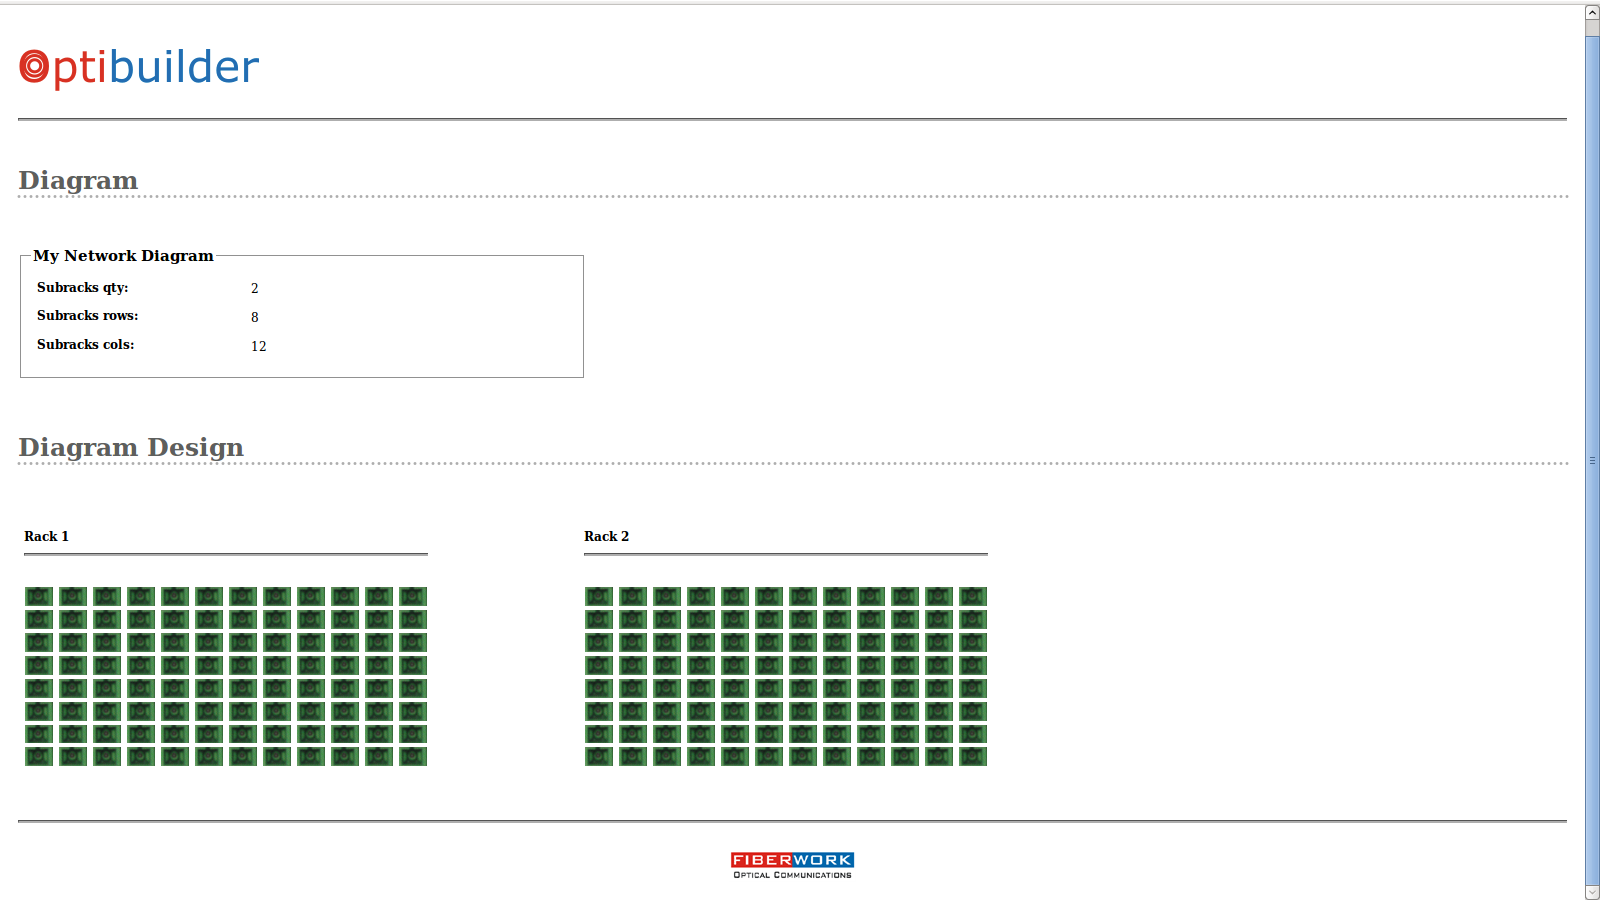 Optibuilder
Diagram
My Network Diagram
Subracks qty: 2
Subracks rows: 8
Subracks cols: 12
Diagram Design
Rack 1 Rack 2
FIBERWORK
OPTICAL COMMUNICATIONS